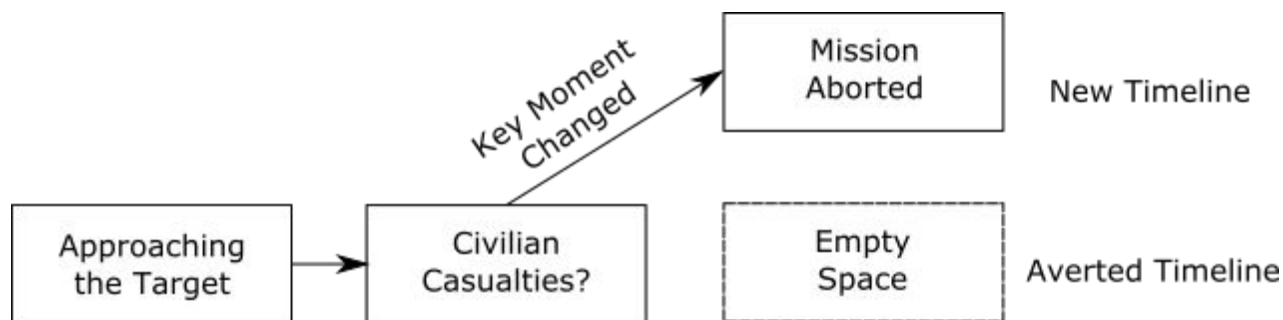 Mission
Aborted
New Timeline
Key Moment
Changed
Approaching
the Target
Civilian
Casualties?
Empty
Space
Averted Timeline